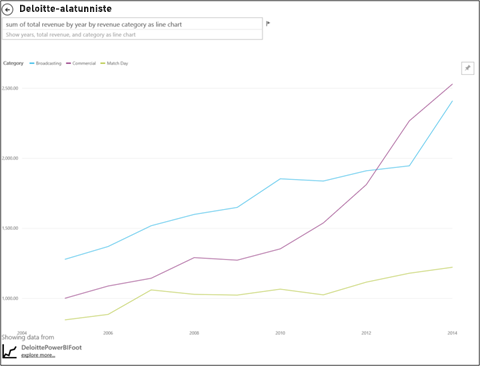 Deloitte-alatunniste
sum of total revenue by year by revenue category as line chart
Show years, total revenue, and category as line chart
Category Broadcasting Commercial Match Day
2,500.00
2,000.00
1,500.00
1,000.00
2004 2006 2008 2010 2012 2014
Showing data from
DeloittePowerBIFoot
explore more...